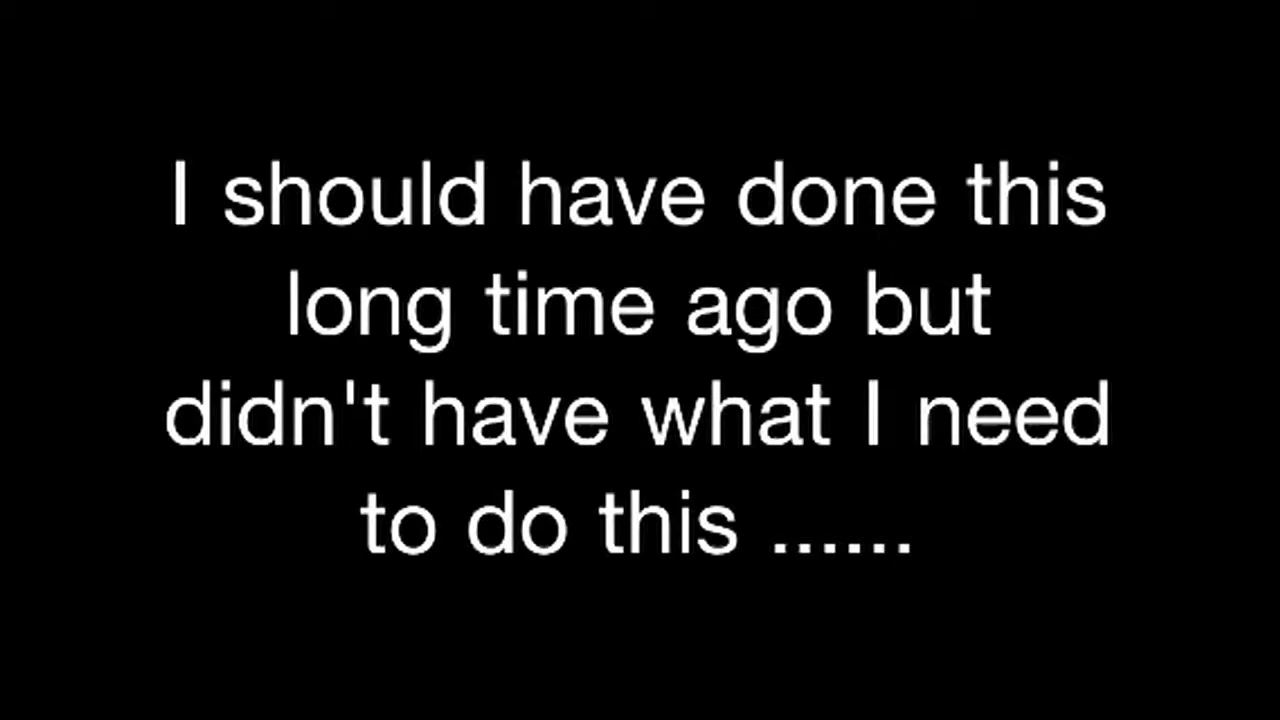 I should have done this
long time ago but
didn't have what I need
to do this ......